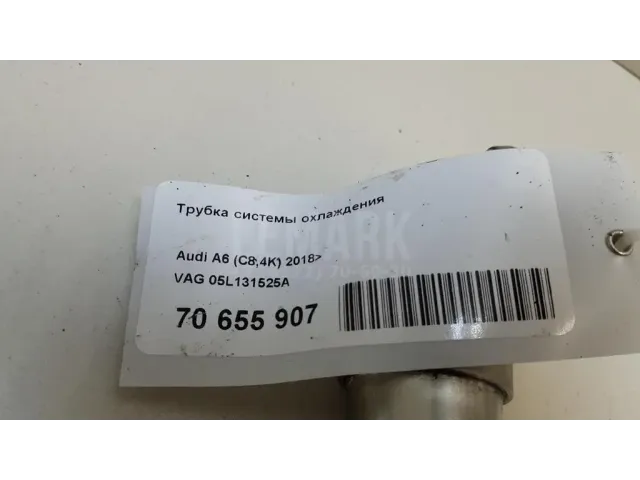 Трубка системы охлаждения
Audi A6 (C8,4K) 2018>
VAG 05L131525A
70 655 907